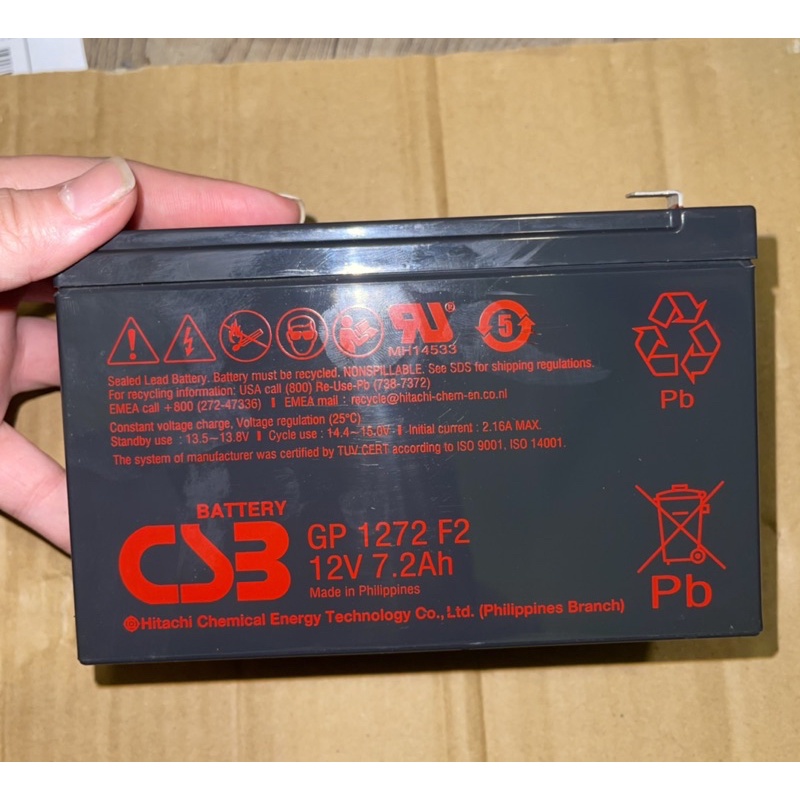 RU®
MH14533
5
Sealed Lead Battery. Battery must be recycled. NONSPILLABLE. See SDS for shipping regulations.
For recycling information: USA call (800) Re-Use-Pb (738-7372)
EMEA call +800 (272-47336) | EMEA mail : recycle@hitachi-chem-en.co.nl
Constant voltage charge, Voltage regulation (25°C)
Standby use : 13.5~13.8V | Cycle use : 14.4~15.0V | Initial current : 2.16A MAX.
The system of manufacturer was certified by TUV CERT according to ISO 9001, ISO 14001.
Pb
BATTERY
CSB
GP 1272 F2
12V 7.2Ah
Made in Philippines
Hitachi Chemical Energy Technology Co., Ltd. (Philippines Branch)
Pb